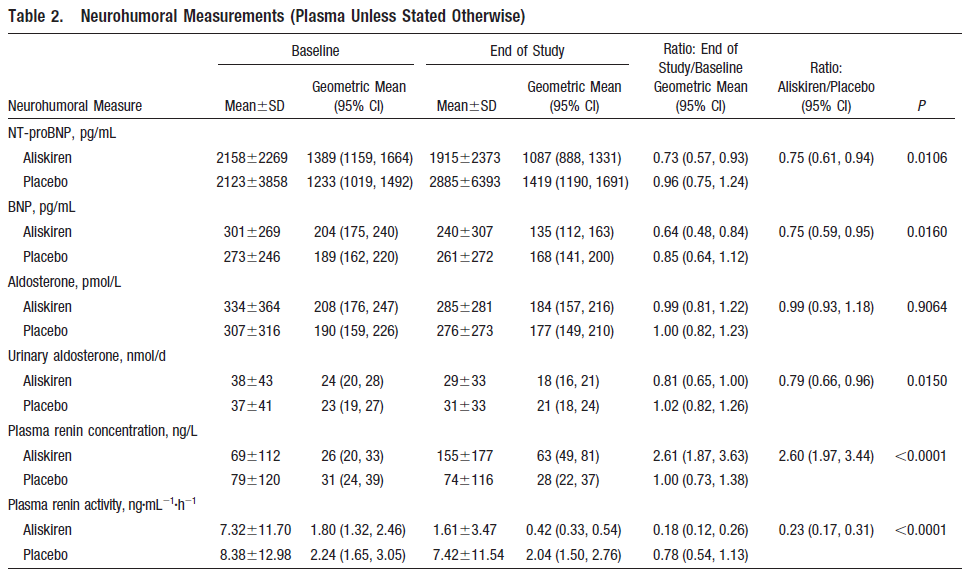 Table 2. Neurohumoral Measurements (Plasma Unless Stated Otherwise)
Baseline End of Study Ratio: End of
Study/Baseline Ratio:
Geometric Mean Geometric Mean Geometric Mean Aliskiren/Placebo
Neurohumoral Measure Mean±SD (95% CI) Mean±SD (95% CI) (95% CI) (95% CI) P
NT-proBNP, pg/mL
Aliskiren 2158±2269 1389 (1159, 1664) 1915±2373 1087 (888, 1331) 0.73 (0.57, 0.93) 0.75 (0.61, 0.94) 0.0106
Placebo 2123±3858 1233 (1019, 1492) 2885±6393 1419 (1190, 1691) 0.96 (0.75, 1.24)
BNP, pg/mL
Aliskiren 301±269 204 (175, 240) 240±307 135 (112, 163) 0.64 (0.48, 0.84) 0.75 (0.59, 0.95) 0.0160
Placebo 273±246 189 (162, 220) 261±272 168 (141, 200) 0.85 (0.64, 1.12)
Aldosterone, pmol/L
Aliskiren 334±364 208 (176, 247) 285±281 184 (157, 216) 0.99 (0.81, 1.22) 0.99 (0.93, 1.18) 0.9064
Placebo 307±316 190 (159, 226) 276±273 177 (149, 210) 1.00 (0.82, 1.23)
Urinary aldosterone, nmol/d
Aliskiren 38±43 24 (20, 28) 29±33 18 (16, 21) 0.81 (0.65, 1.00) 0.79 (0.66, 0.96) 0.0150
Placebo 37±41 23 (19, 27) 31±33 21 (18, 24) 1.02 (0.82, 1.26)
Plasma renin concentration, ng/L
Aliskiren 69±112 26 (20, 33) 155±177 63 (49, 81) 2.61 (1.87, 3.63) 2.60 (1.97, 3.44) <0.0001
Placebo 79±120 31 (24, 39) 74±116 28 (22, 37) 1.00 (0.73, 1.38)
Plasma renin activity, ng·mL⁻¹·h⁻¹
Aliskiren 7.32±11.70 1.80 (1.32, 2.46) 1.61±3.47 0.42 (0.33, 0.54) 0.18 (0.12, 0.26) 0.23 (0.17, 0.31) <0.0001
Placebo 8.38±12.98 2.24 (1.65, 3.05) 7.42±11.54 2.04 (1.50, 2.76) 0.78 (0.54, 1.13)